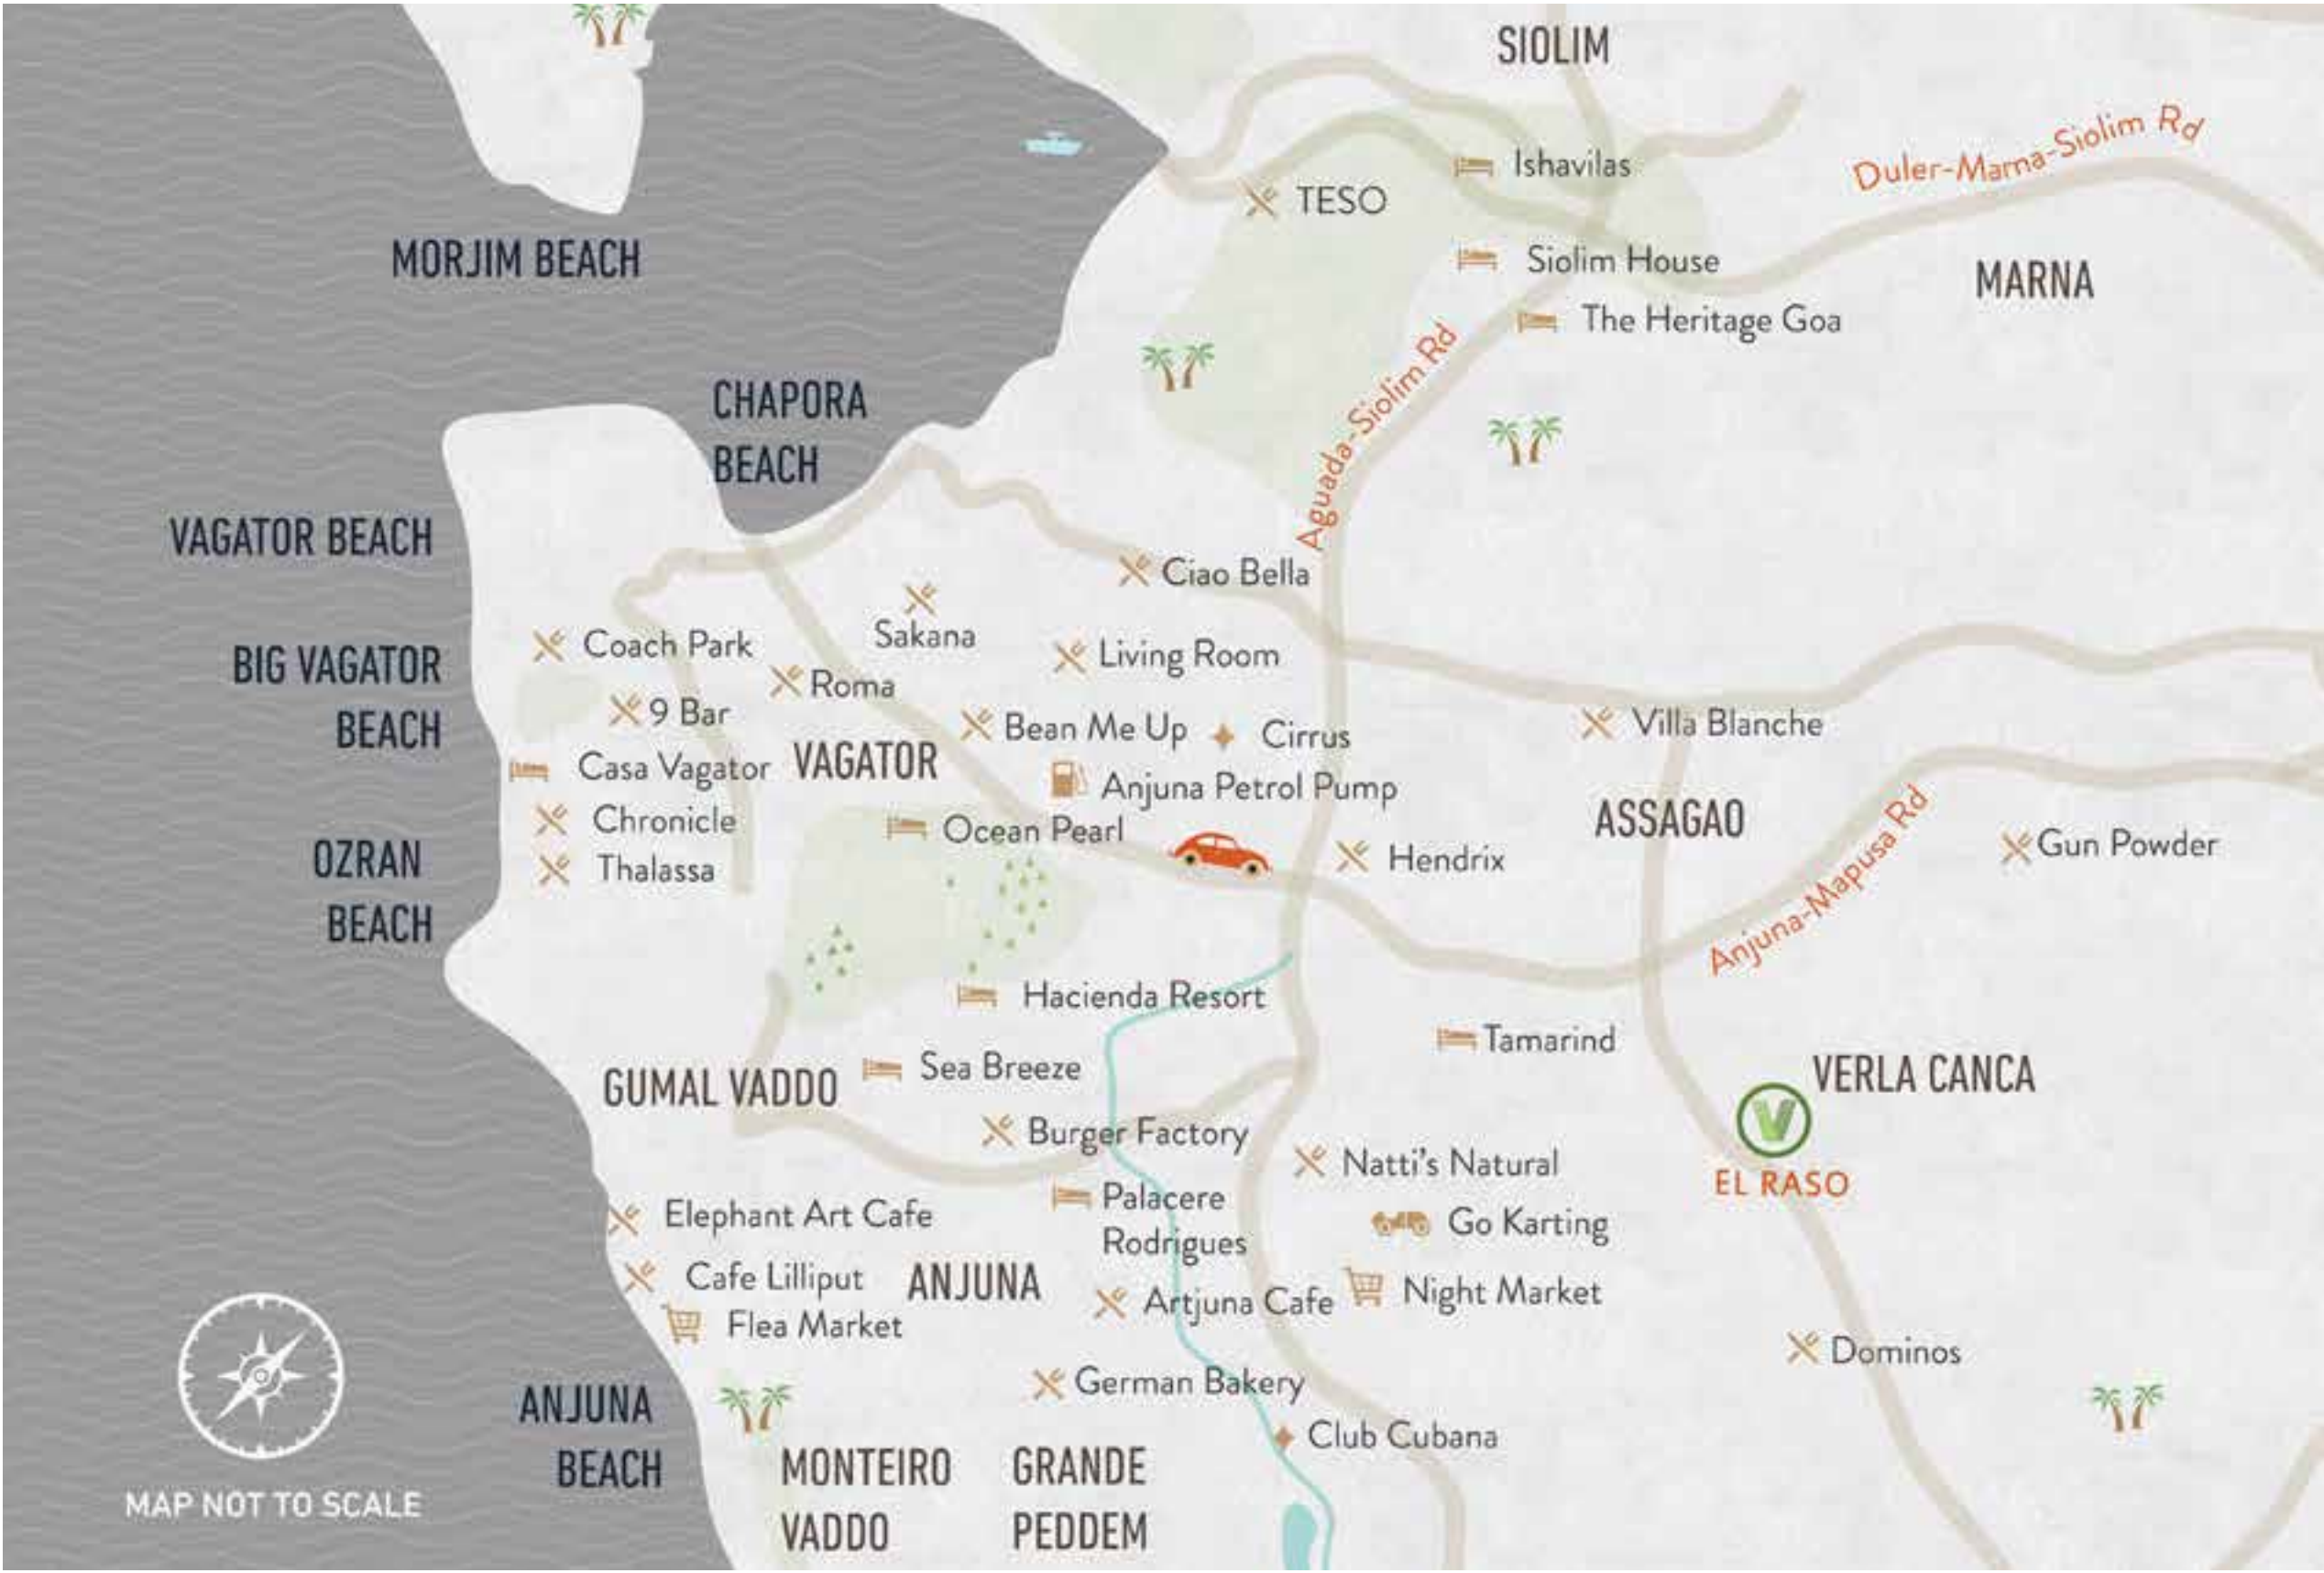 SIOLIM
Duler-Marna-Siolim Rd
Ishavilas
TESO
MORJIM BEACH
Siolim House
MARNA
The Heritage Goa
Aguada-Siolim Rd
CHAPORA
BEACH
VAGATOR BEACH
Ciao Bella
Sakana
Coach Park
Living Room
BIG VAGATOR
BEACH
Roma
9 Bar
Bean Me Up
Cirrus
Villa Blanche
Casa Vagator
VAGATOR
Anjuna Petrol Pump
Chronicle
Ocean Pearl
ASSAGAO
Anjuna-Mapusa Rd
Gun Powder
OZRAN
BEACH
Thalassa
Hendrix
Hacienda Resort
Tamarind
GUMAL VADDO
Sea Breeze
VERLA CANCA
Burger Factory
Natti's Natural
EL RASO
Palacere
Rodrigues
Elephant Art Cafe
Go Karting
Cafe Lilliput
ANJUNA
Artjuna Cafe
Night Market
Flea Market
Dominos
German Bakery
ANJUNA
BEACH
Club Cubana
MONTEIRO
VADDO
GRANDE
PEDDEM
MAP NOT TO SCALE